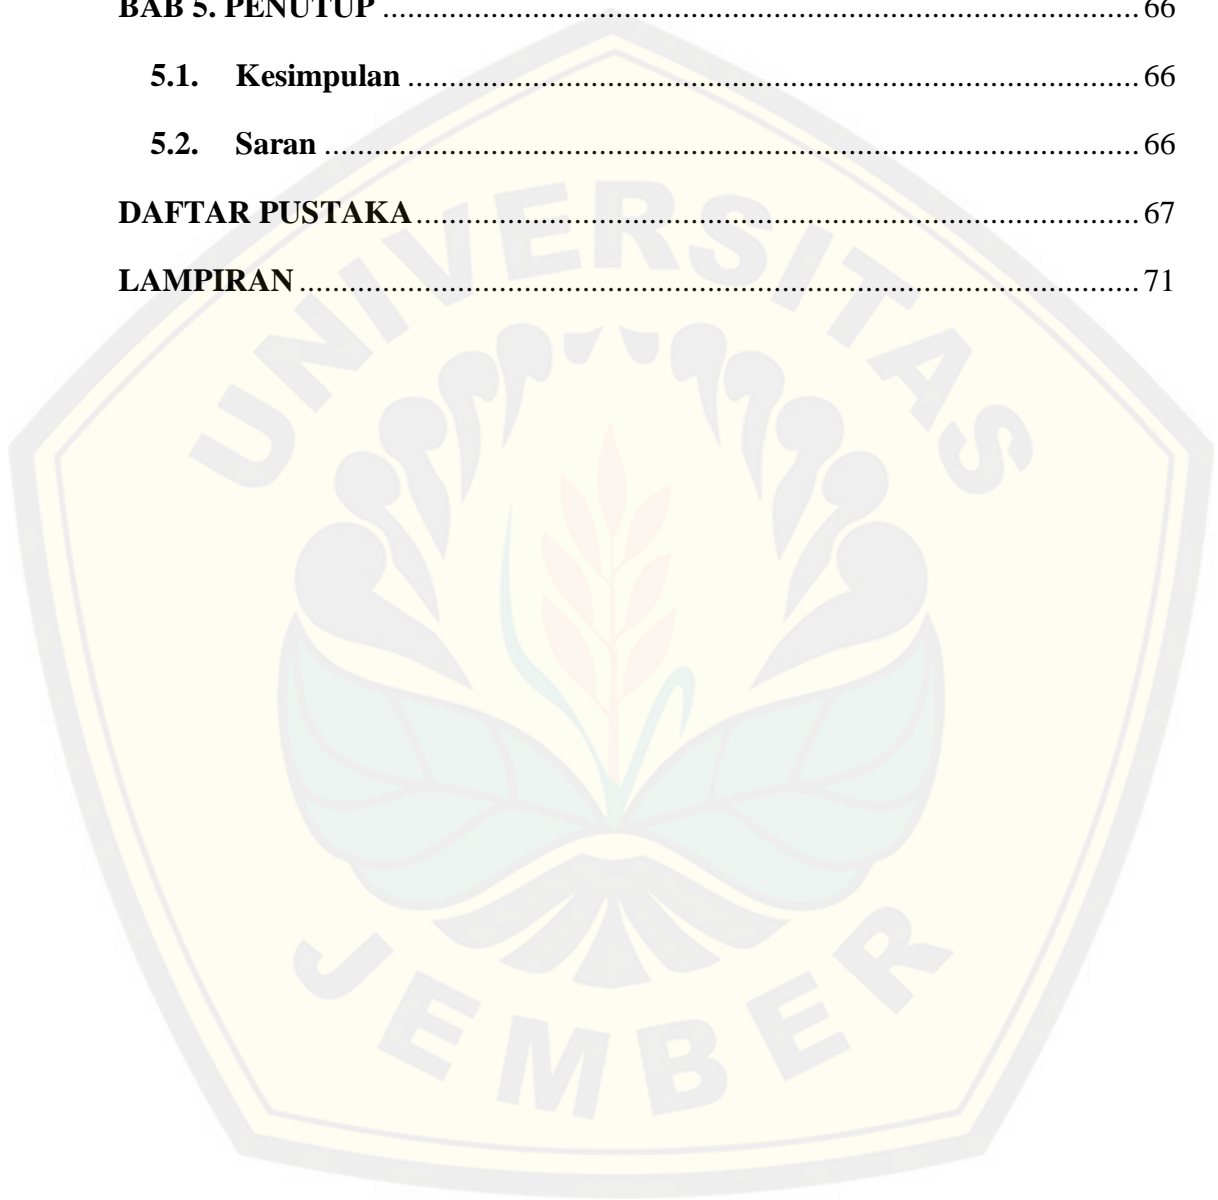 BAB 5. PENUTUP ........................................................................ 66
5.1. Kesimpulan ........................................................................ 66
5.2. Saran ........................................................................ 66
DAFTAR PUSTAKA ........................................................................ 67
LAMPIRAN ........................................................................ 71
UNIVERSITAS
JEMBER